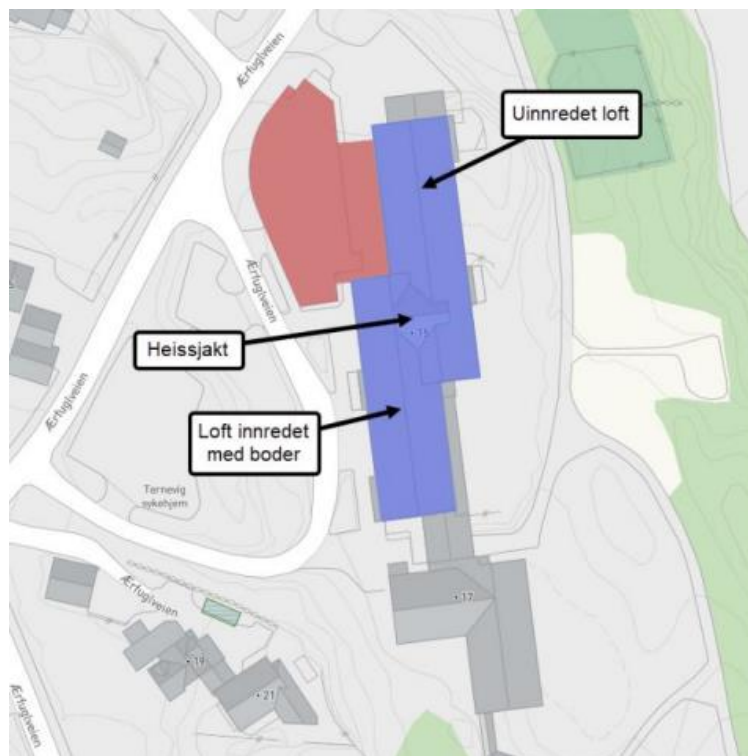 Ærfuglveien
Uinnredet loft
Ærfuglveien
Heissjakt
15
Ærfuglveien
Loft innredet
med boder
Ternevig
sykehjem
Ærfuglveien
17
19
21
Ærfuglveien